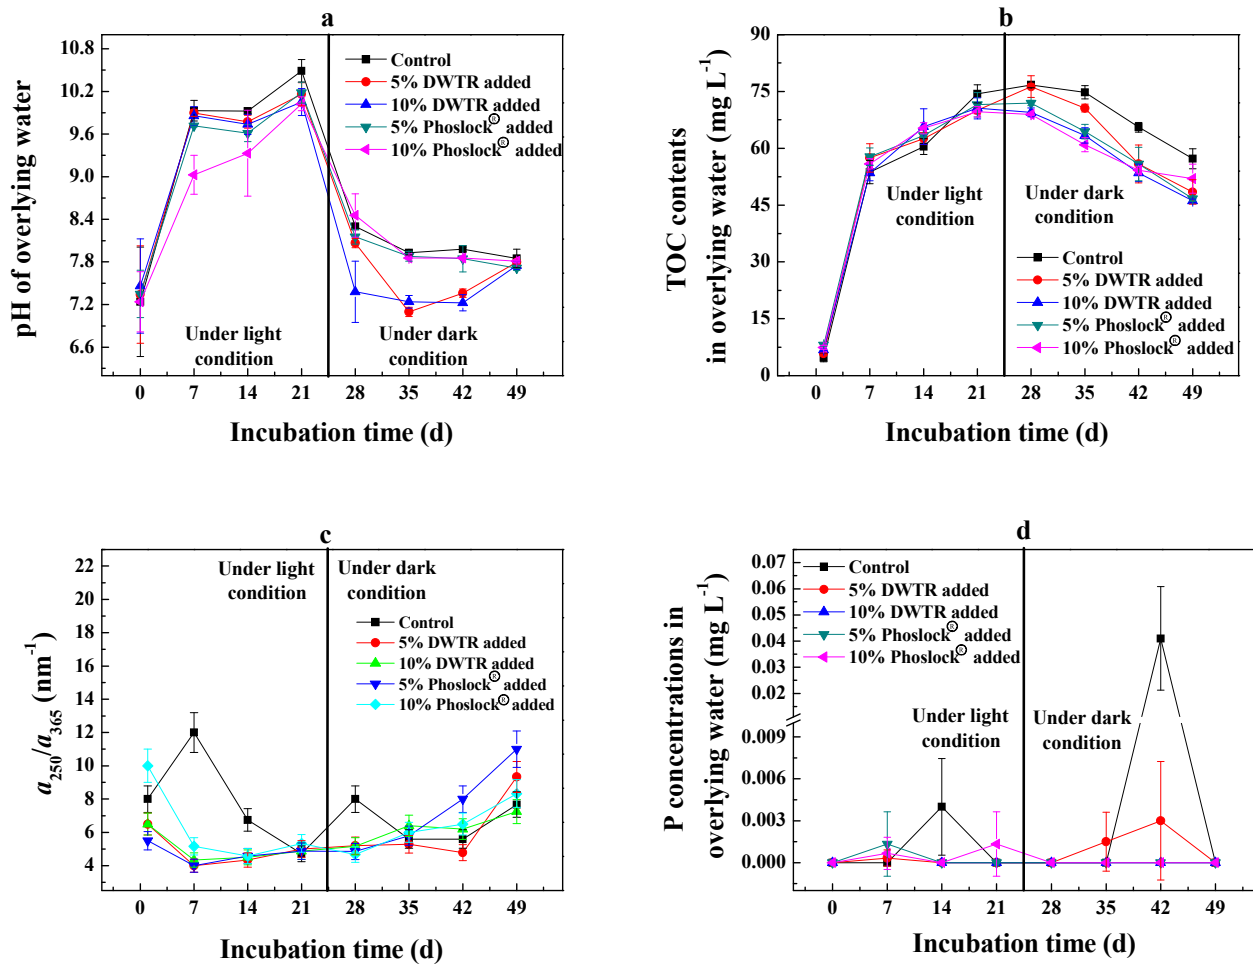 a
pH of overlying water
10.8
10.2
9.6
9.0
8.4
7.8
7.2
6.6
Control
5% DWTR added
10% DWTR added
5% Phoslock® added
10% Phoslock® added
Under light
condition
Under dark
condition
0 7 14 21 28 35 42 49
Incubation time (d)
b
TOC contents
in overlying water (mg L⁻¹)
90
75
60
45
30
15
0
Under light
condition
Under dark
condition
Control
5% DWTR added
10% DWTR added
5% Phoslock® added
10% Phoslock® added
0 7 14 21 28 35 42 49
Incubation time (d)
c
a₂₅₀/a₃₆₅ (nm⁻¹)
22
20
18
16
14
12
10
8
6
4
Under light
condition
Under dark
condition
Control
5% DWTR added
10% DWTR added
5% Phoslock® added
10% Phoslock® added
0 7 14 21 28 35 42 49
Incubation time (d)
d
P concentrations in
overlying water (mg L⁻¹)
0.07
0.06
0.05
0.04
0.03
0.02
0.009
0.006
0.003
0.000
Control
5% DWTR added
10% DWTR added
5% Phoslock® added
10% Phoslock® added
Under light
condition
Under dark
condition
0 7 14 21 28 35 42 49
Incubation time (d)